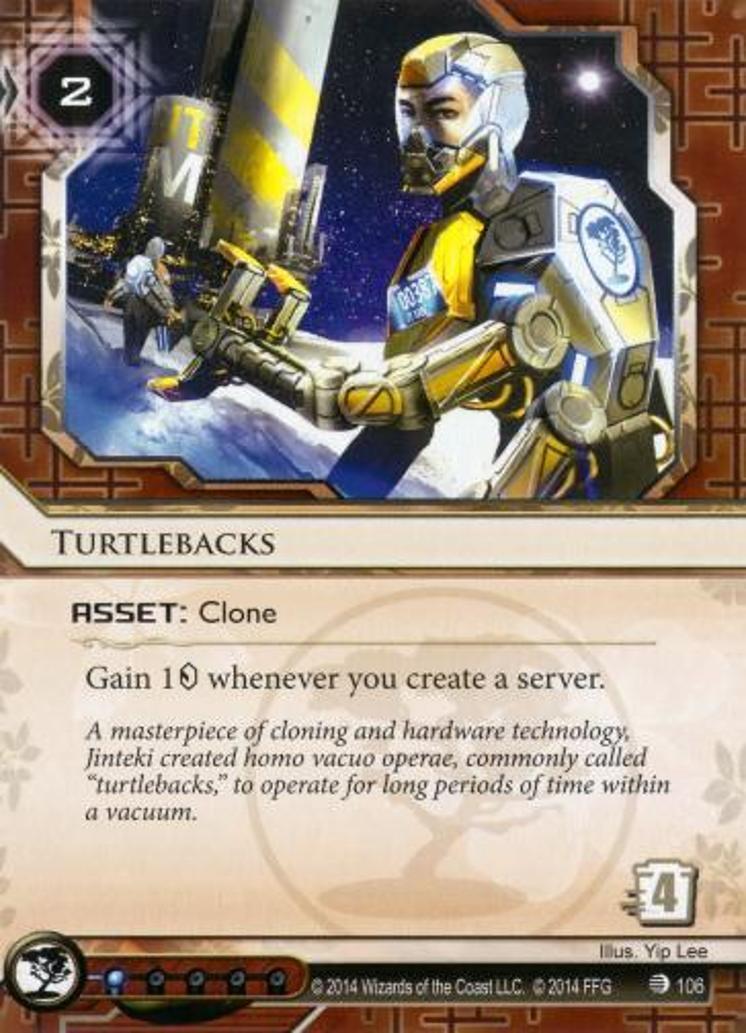 2
IT
M
003
TURTLEBACKS
ASSET: Clone
Gain 1 whenever you create a server.
A masterpiece of cloning and hardware technology,
Jinteki created homo vacuo operae, commonly called
“turtlebacks,” to operate for long periods of time within
a vacuum.
4
Illus. Yip Lee
© 2014 Wizards of the Coast LLC. © 2014 FFG 106